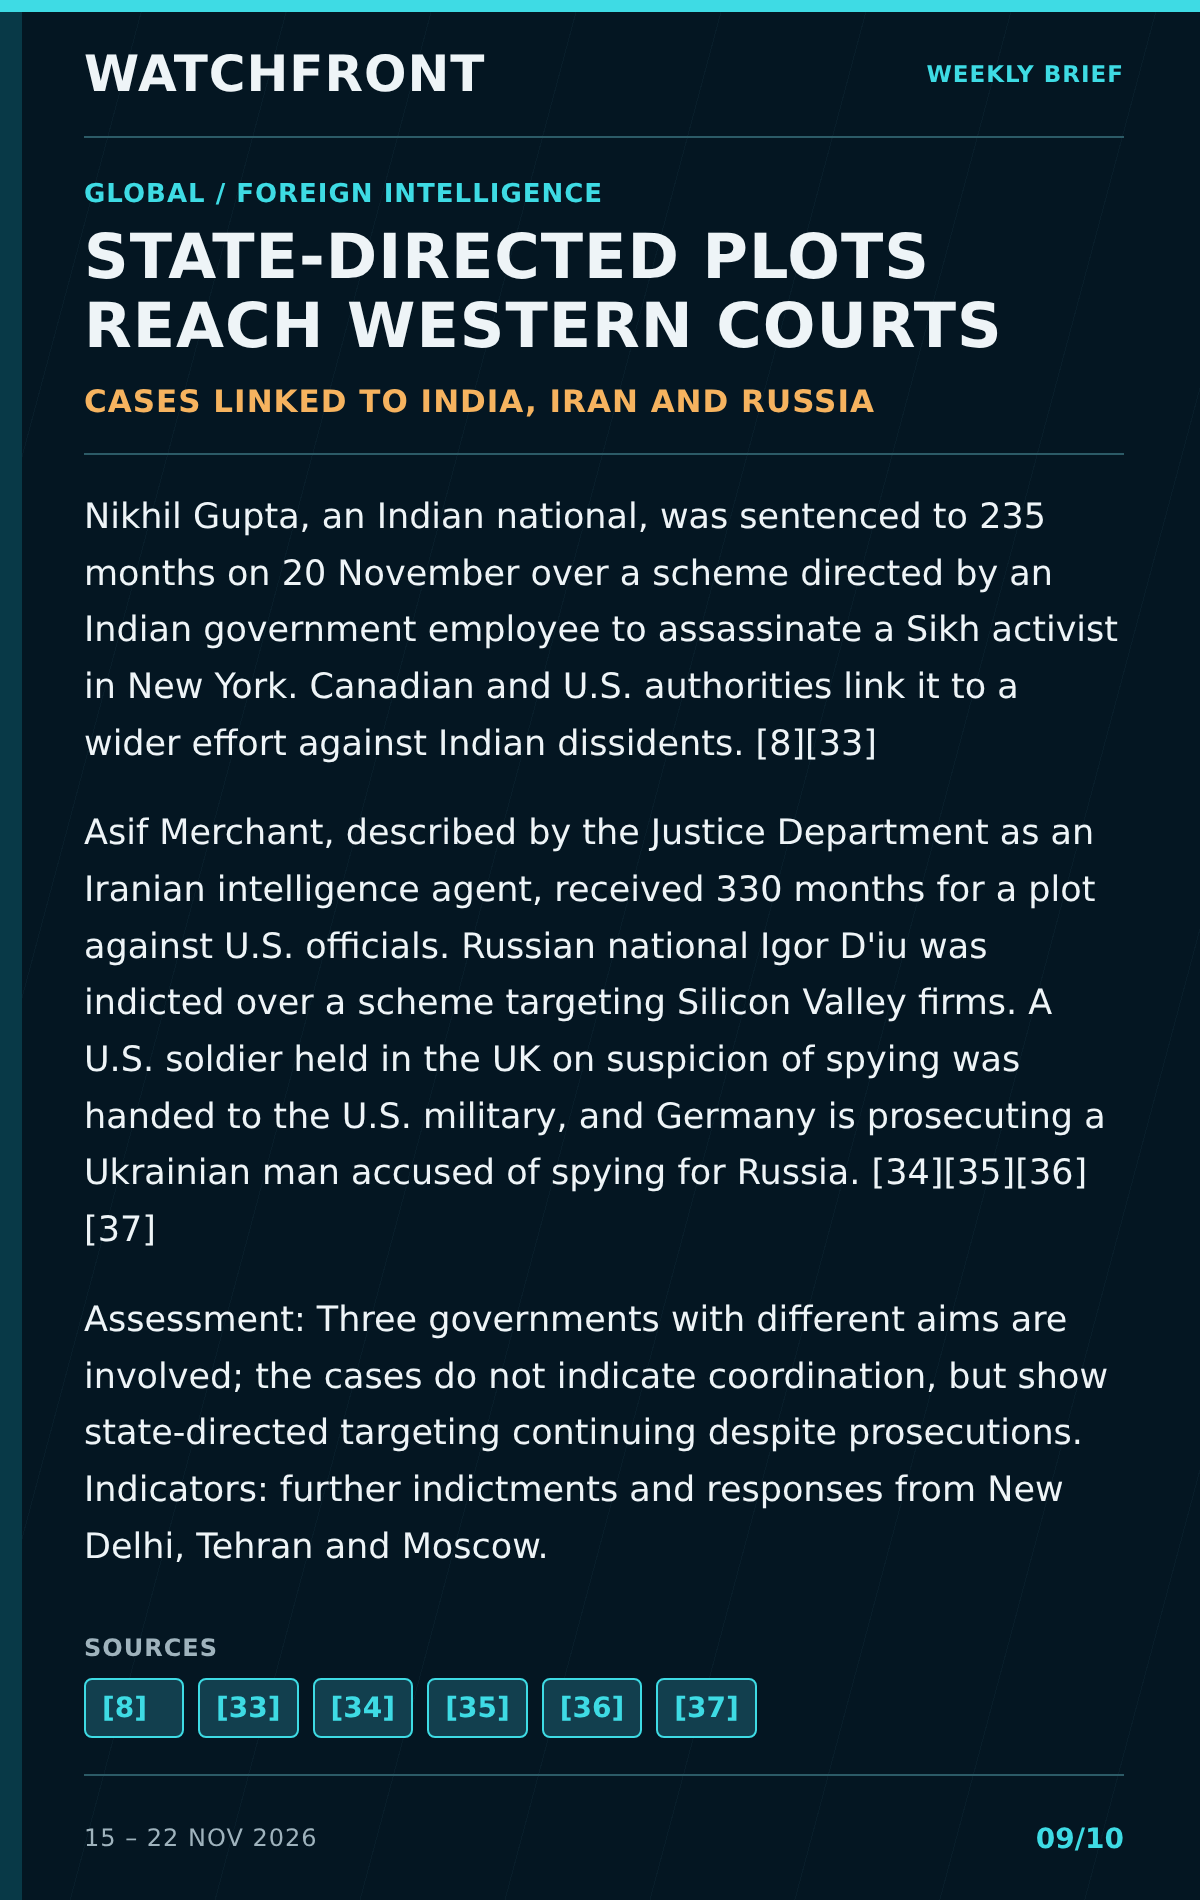 WATCHFRONT
WEEKLY BRIEF
GLOBAL / FOREIGN INTELLIGENCE
STATE-DIRECTED PLOTS
REACH WESTERN COURTS
CASES LINKED TO INDIA, IRAN AND RUSSIA
Nikhil Gupta, an Indian national, was sentenced to 235
months on 20 November over a scheme directed by an
Indian government employee to assassinate a Sikh activist
in New York. Canadian and U.S. authorities link it to a
wider effort against Indian dissidents. [8][33]
Asif Merchant, described by the Justice Department as an
Iranian intelligence agent, received 330 months for a plot
against U.S. officials. Russian national Igor D'iu was
indicted over a scheme targeting Silicon Valley firms. A
U.S. soldier held in the UK on suspicion of spying was
handed to the U.S. military, and Germany is prosecuting a
Ukrainian man accused of spying for Russia. [34][35][36]
[37]
Assessment: Three governments with different aims are
involved; the cases do not indicate coordination, but show
state-directed targeting continuing despite prosecutions.
Indicators: further indictments and responses from New
Delhi, Tehran and Moscow.
SOURCES
[8] [33] [34] [35] [36] [37]
15 – 22 NOV 2026
09/10